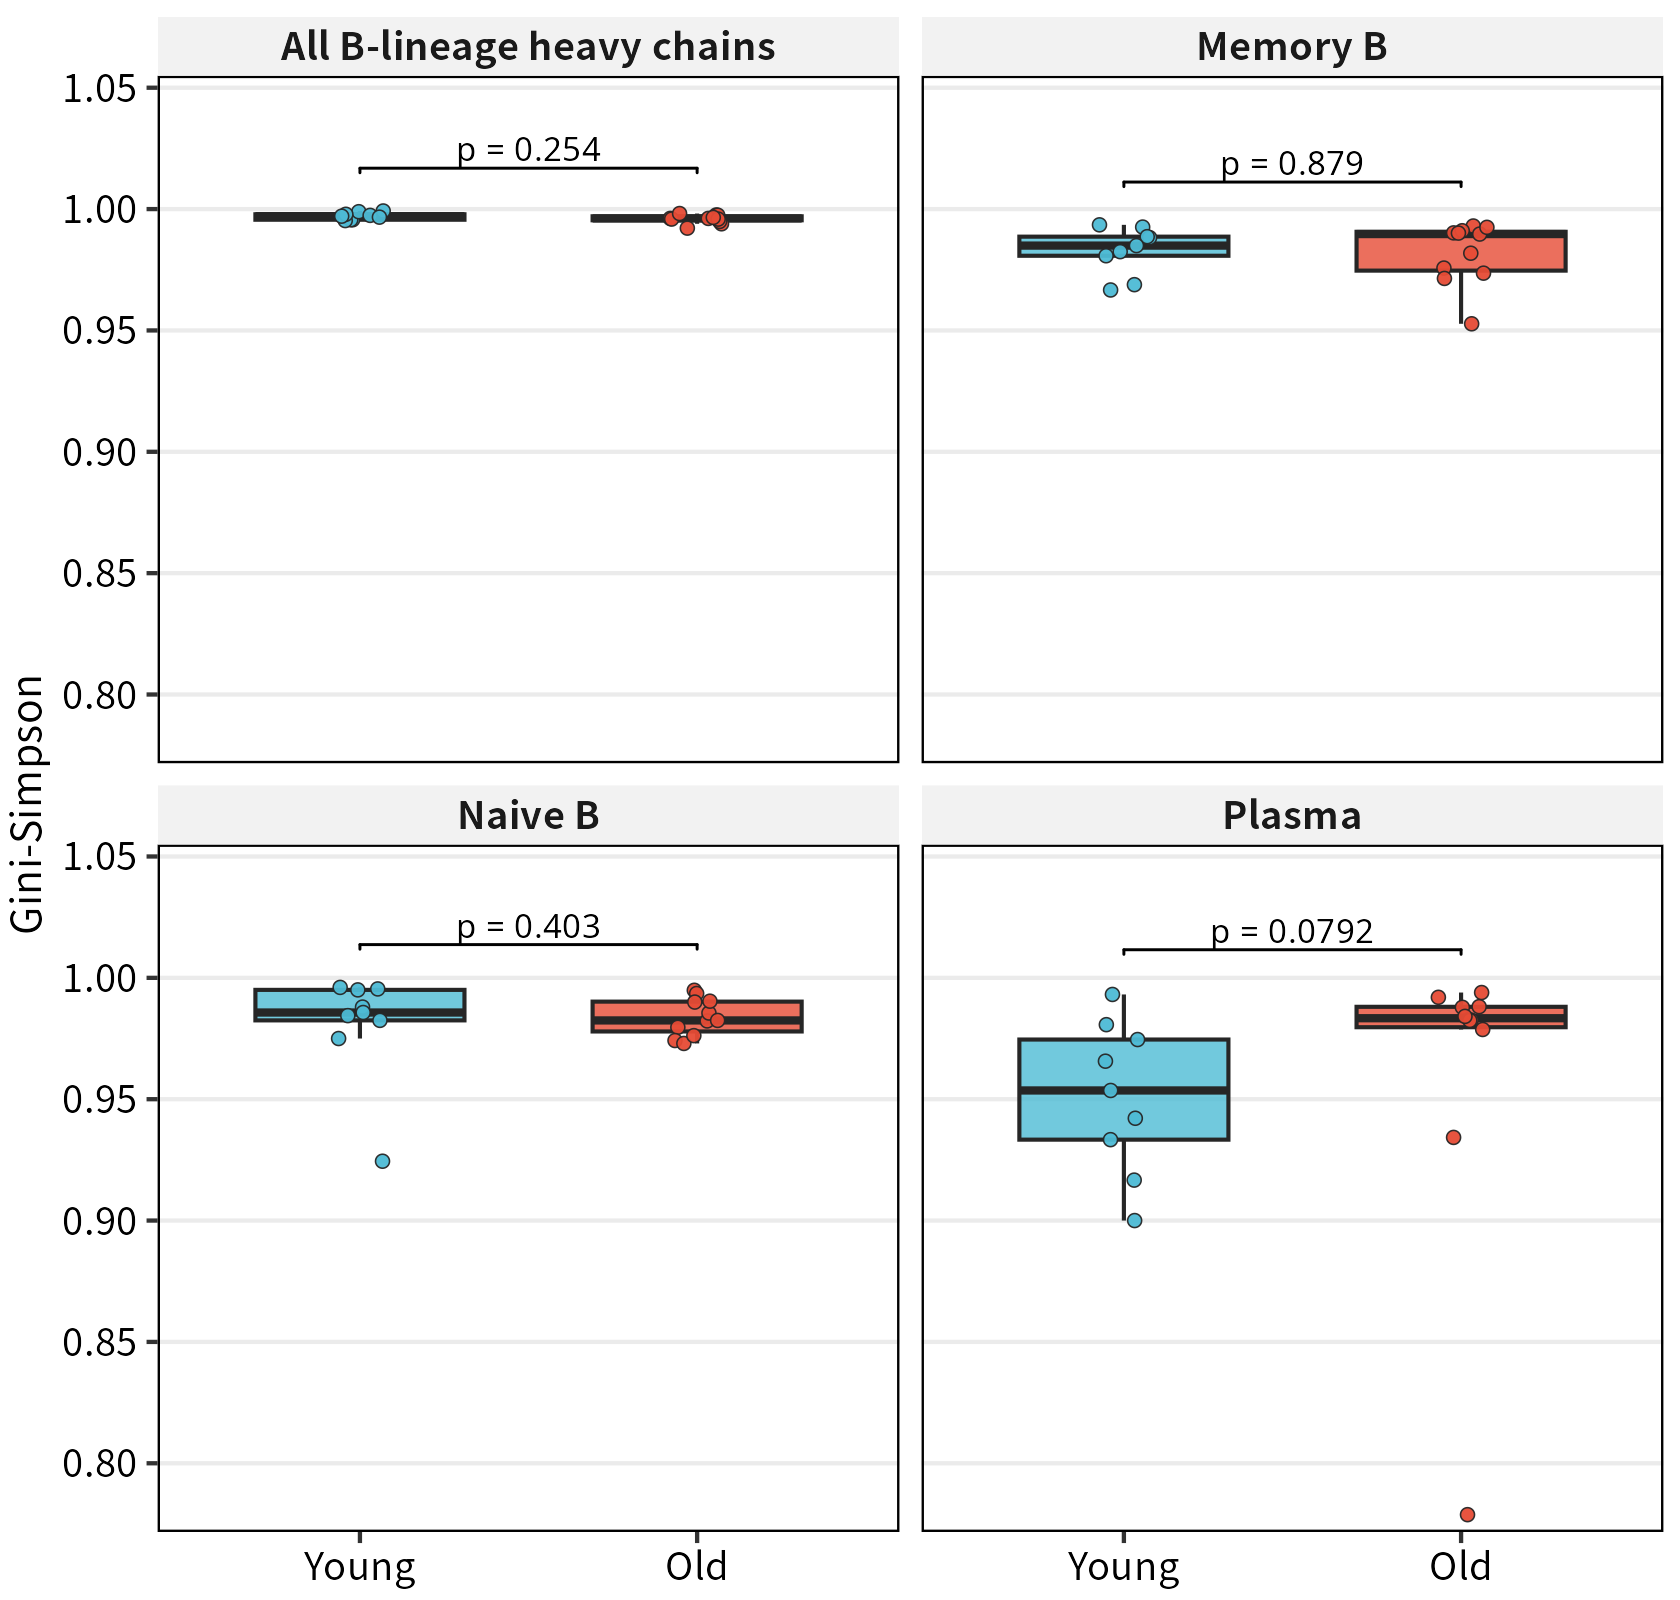 All B-lineage heavy chains
Memory B
1.05
1.00
0.95
0.90
0.85
0.80
p = 0.254
p = 0.879
Gini-Simpson
Naive B
Plasma
1.05
1.00
0.95
0.90
0.85
0.80
p = 0.403
p = 0.0792
Young
Old
Young
Old